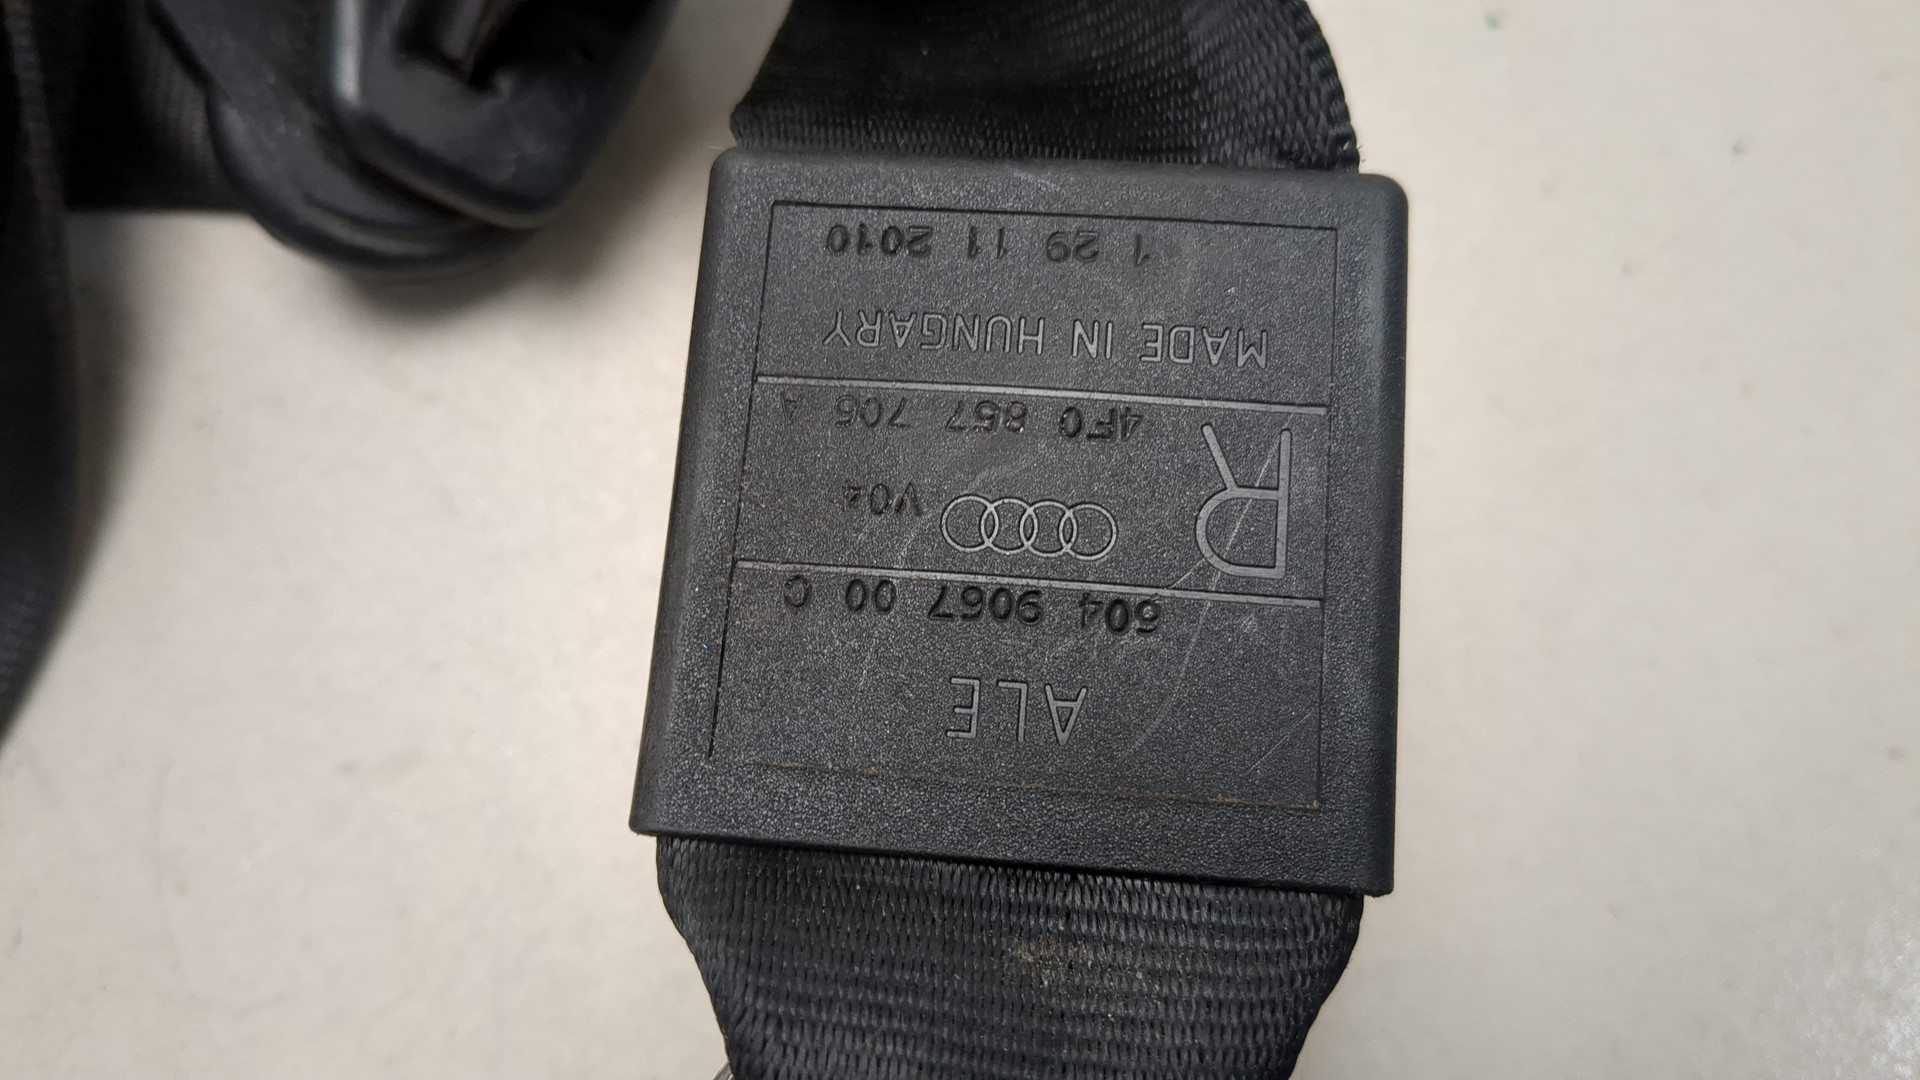 ALE
604 9067 00 C
R
V04
4F0 857 705 A
MADE IN HUNGARY
1 29 11 2010